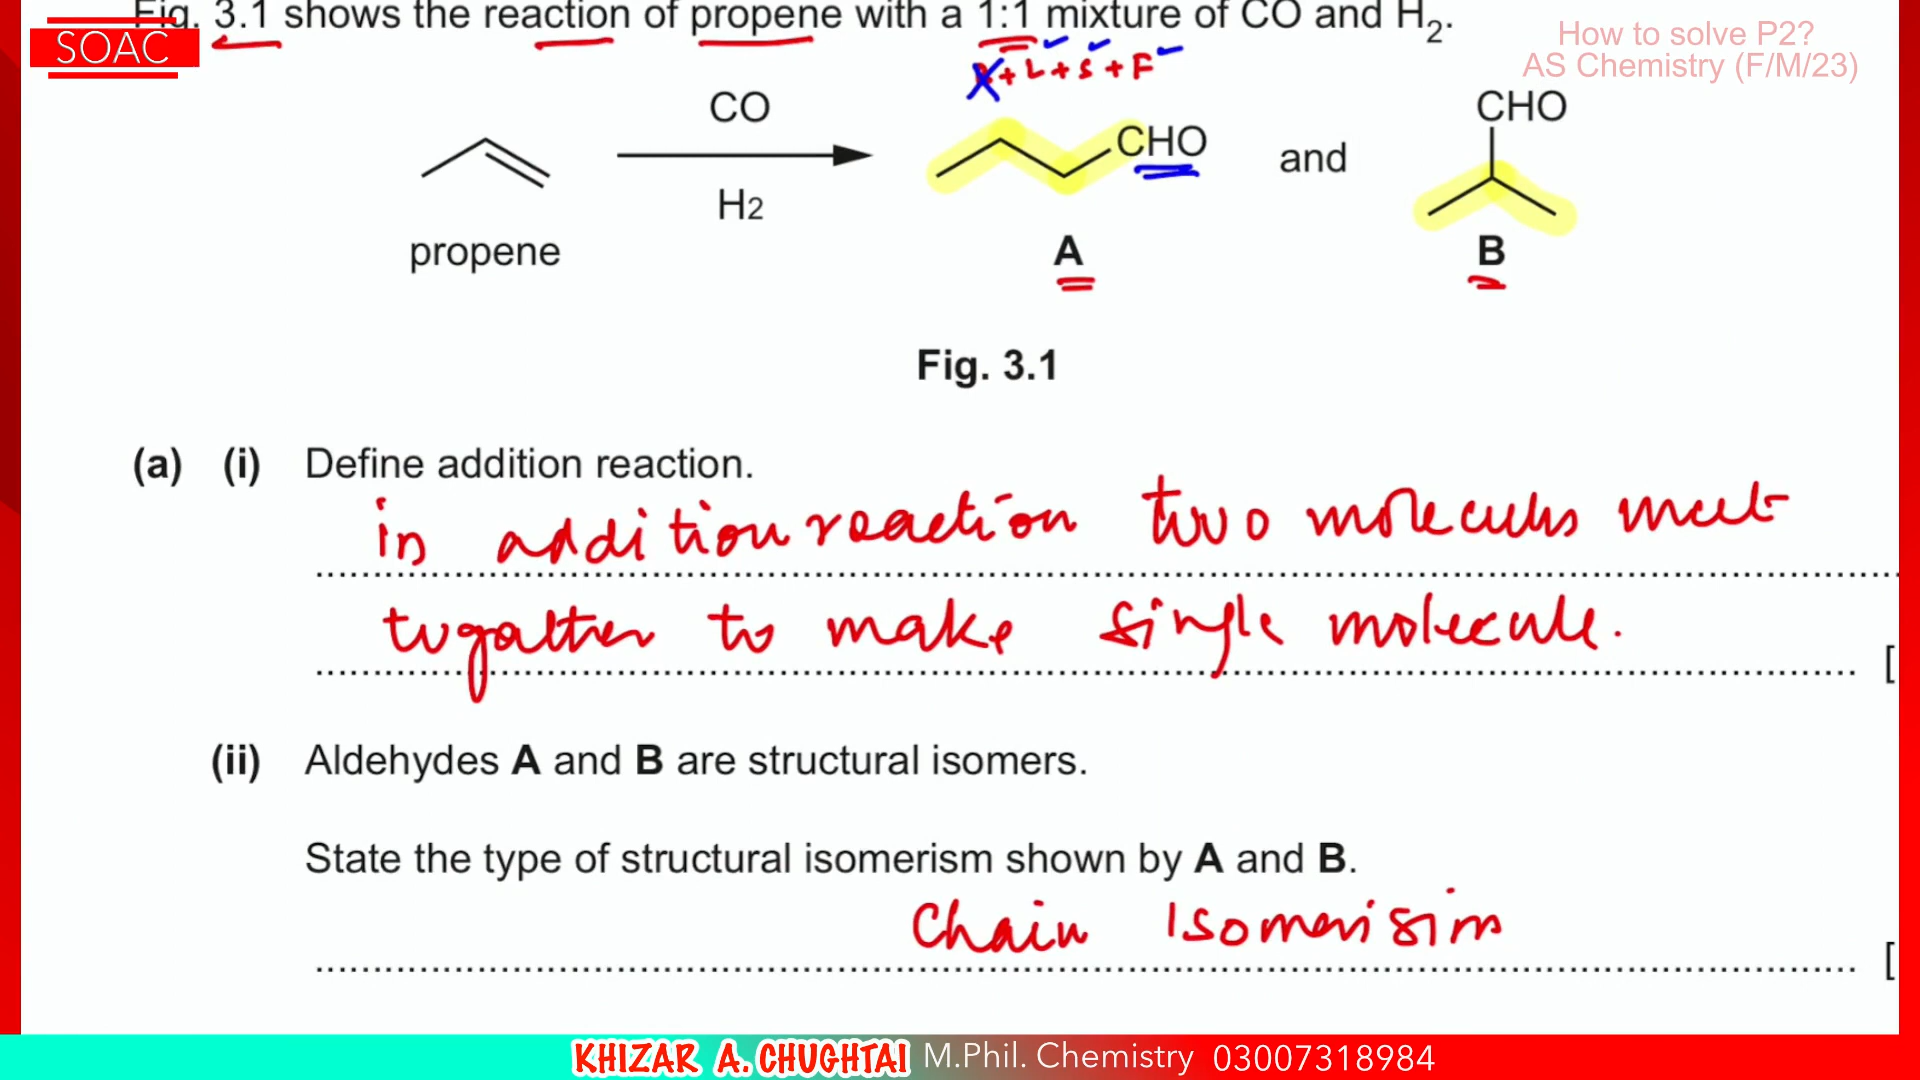 Fig. 3.1 shows the reaction of propene with a 1:1 mixture of CO and H2.
SOAC
How to solve P2?
AS Chemistry (F/M/23)
+ L + S + F
CO
CHO
and
CHO
H2
propene
A
B
Fig. 3.1
(a) (i) Define addition reaction.
in addition reaction two molecules meet
togather to make single molecule.
[
(ii) Aldehydes A and B are structural isomers.
State the type of structural isomerism shown by A and B.
Chain Isomerisim
[
KHIZAR A. CHUGHTAI M.Phil. Chemistry 03007318984